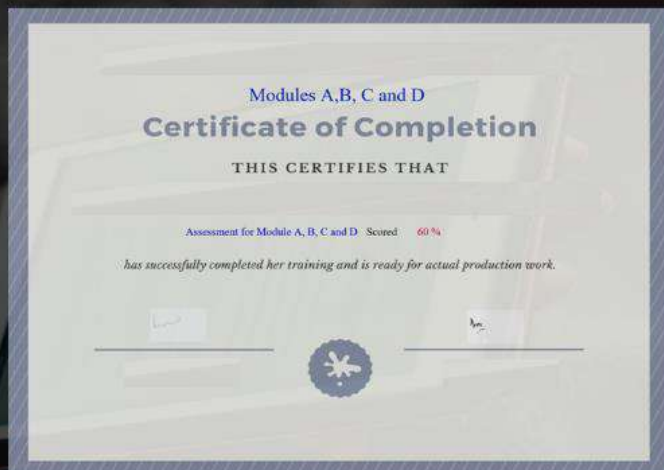 Modules A,B, C and D
Certificate of Completion
THIS CERTIFIES THAT
Assessment for Module A, B, C and D Scored 60 %
has successfully completed her training and is ready for actual production work.